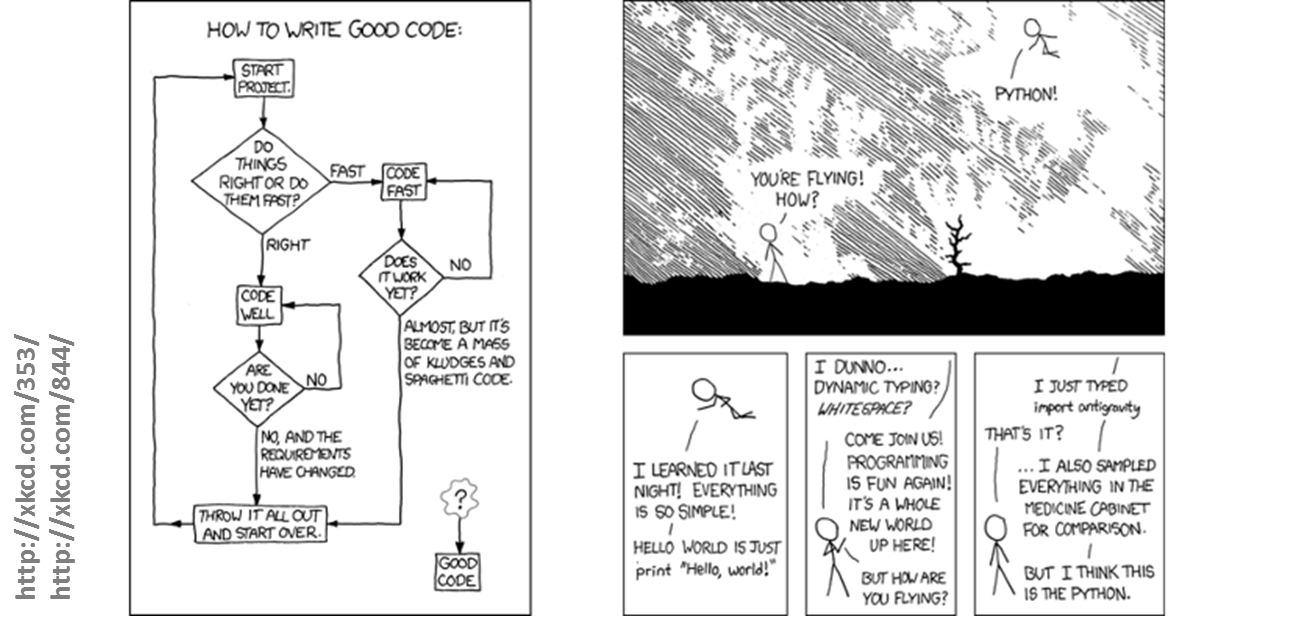 http://xkcd.com/353/
http://xkcd.com/844/
HOW TO WRITE GOOD CODE:
START
PROJECT.
DO
THINGS
RIGHT OR DO
THEM FAST?
FAST
CODE
FAST
RIGHT
DOES
IT WORK
YET?
NO
CODE
WELL
ALMOST, BUT IT'S
BECOME A MASS
OF KLUDGES AND
SPAGHETTI CODE.
ARE
YOU DONE
YET?
NO
NO, AND THE
REQUIREMENTS
HAVE CHANGED.
THROW IT ALL OUT
AND START OVER.
?
GOOD
CODE
YOU'RE FLYING!
HOW?
PYTHON!
I LEARNED IT LAST
NIGHT! EVERYTHING
IS SO SIMPLE!
HELLO WORLD IS JUST
print "Hello, world!"
I DUNNO...
DYNAMIC TYPING?
WHITESPACE?
COME JOIN US!
PROGRAMMING
IS FUN AGAIN!
IT'S A WHOLE
NEW WORLD
UP HERE!
BUT HOW ARE
YOU FLYING?
I JUST TYPED
import antigravity
THAT'S IT?
... I ALSO SAMPLED
EVERYTHING IN THE
MEDICINE CABINET
FOR COMPARISON.
BUT I THINK THIS
IS THE PYTHON.